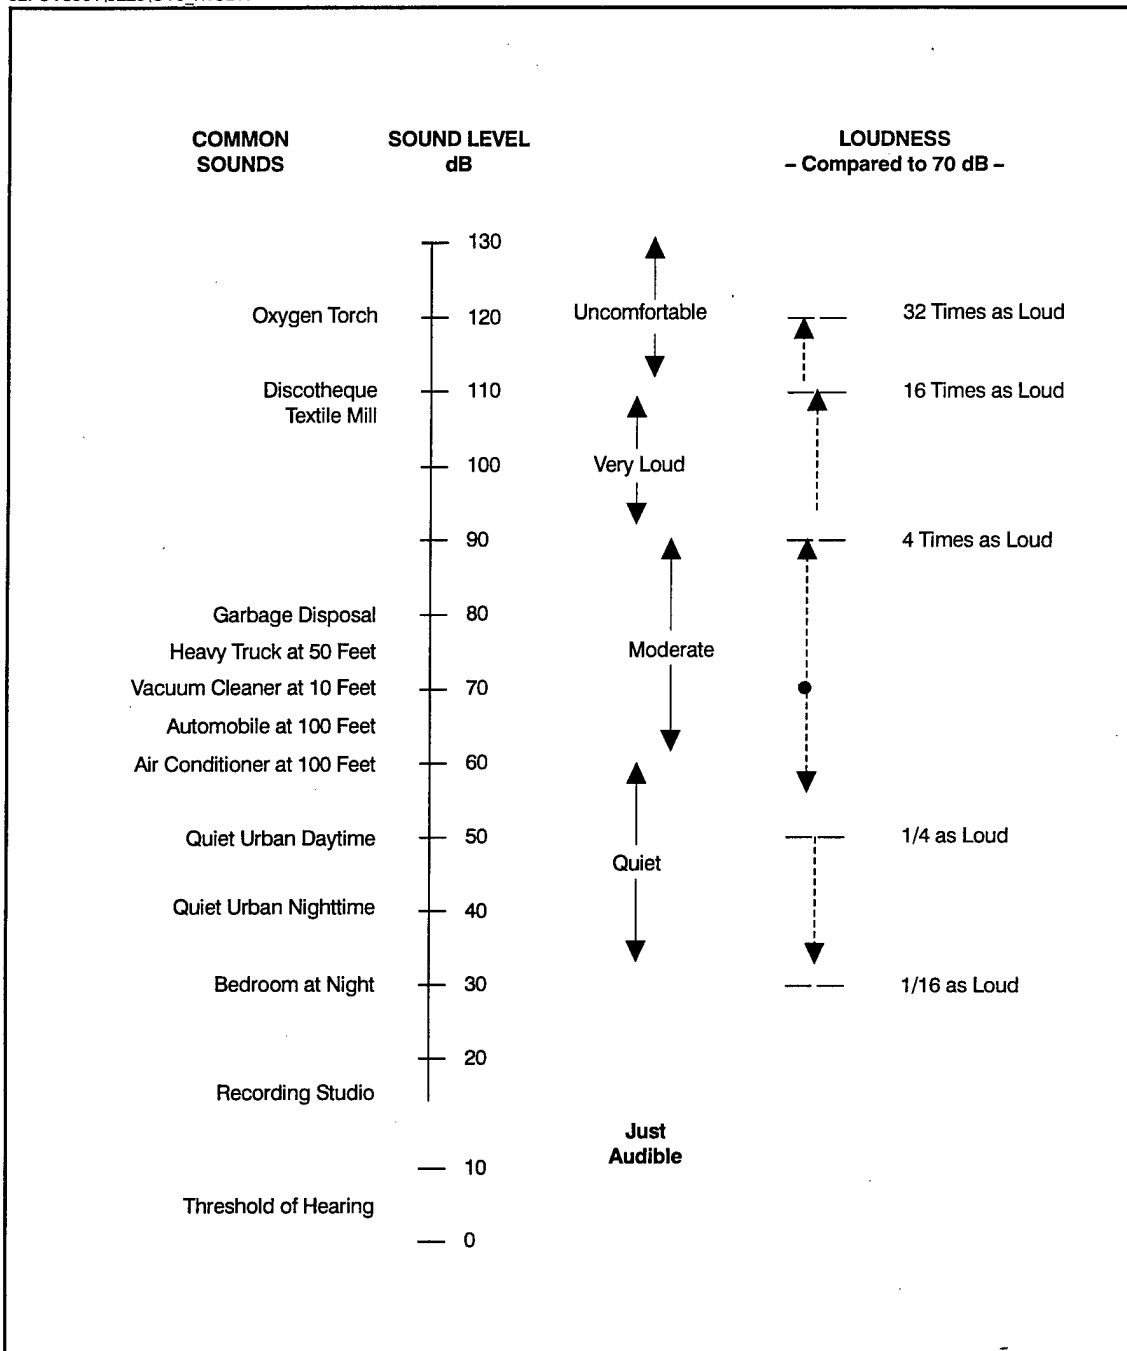 COMMON
SOUNDS
SOUND LEVEL
dB
LOUDNESS
– Compared to 70 dB –
130
Oxygen Torch
120
Uncomfortable
32 Times as Loud
Discotheque
Textile Mill
110
16 Times as Loud
100
Very Loud
90
4 Times as Loud
Garbage Disposal
80
Heavy Truck at 50 Feet
Moderate
Vacuum Cleaner at 10 Feet
70
Automobile at 100 Feet
Air Conditioner at 100 Feet
60
Quiet Urban Daytime
50
1/4 as Loud
Quiet
Quiet Urban Nighttime
40
Bedroom at Night
30
1/16 as Loud
20
Recording Studio
Just
Audible
10
Threshold of Hearing
0